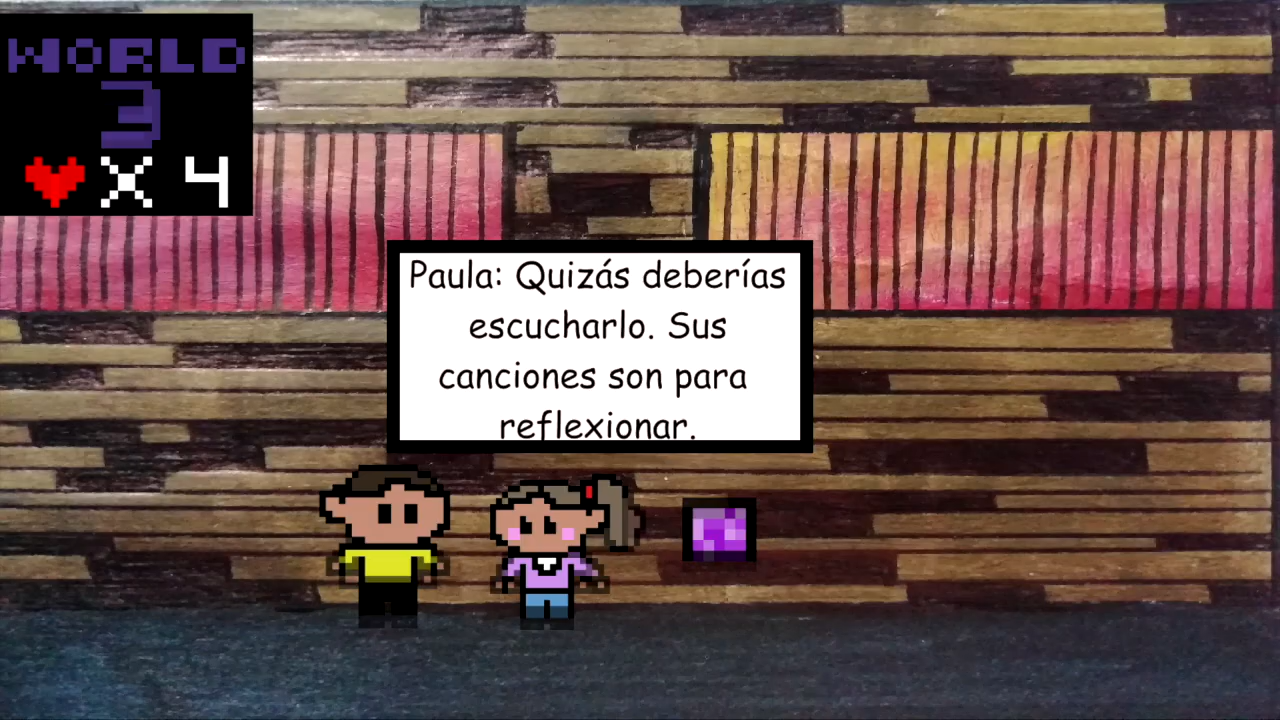 WORLD
3
X 4
Paula: Quizás deberías
escucharlo. Sus
canciones son para
reflexionar.